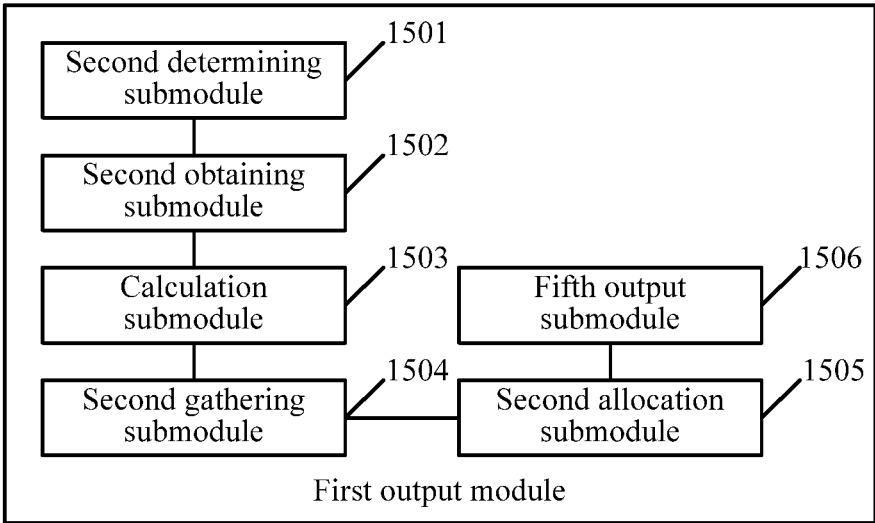 1501
Second determining
submodule
1502
Second obtaining
submodule
1503
Calculation
submodule
1506
Fifth output
submodule
1504
Second gathering
submodule
1505
Second allocation
submodule
First output module